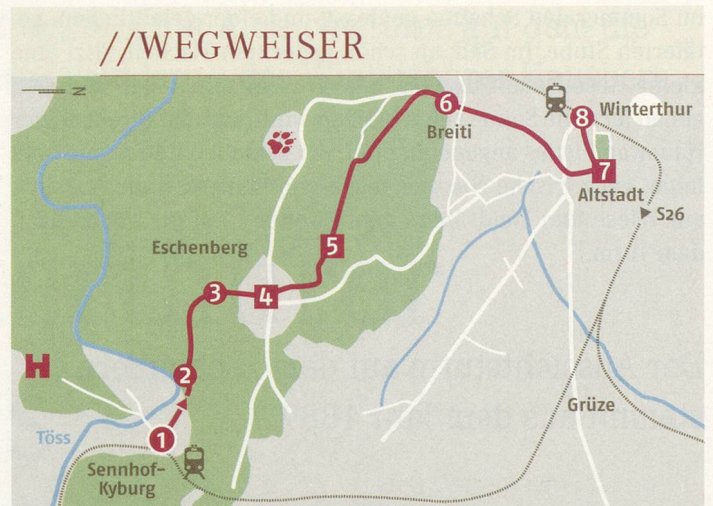 //WEGWEISER
N
6
8
Winterthur
Breiti
7
Altstadt
S26
5
Eschenberg
3
4
2
Grüze
Töss
1
Sennhof-
Kyburg